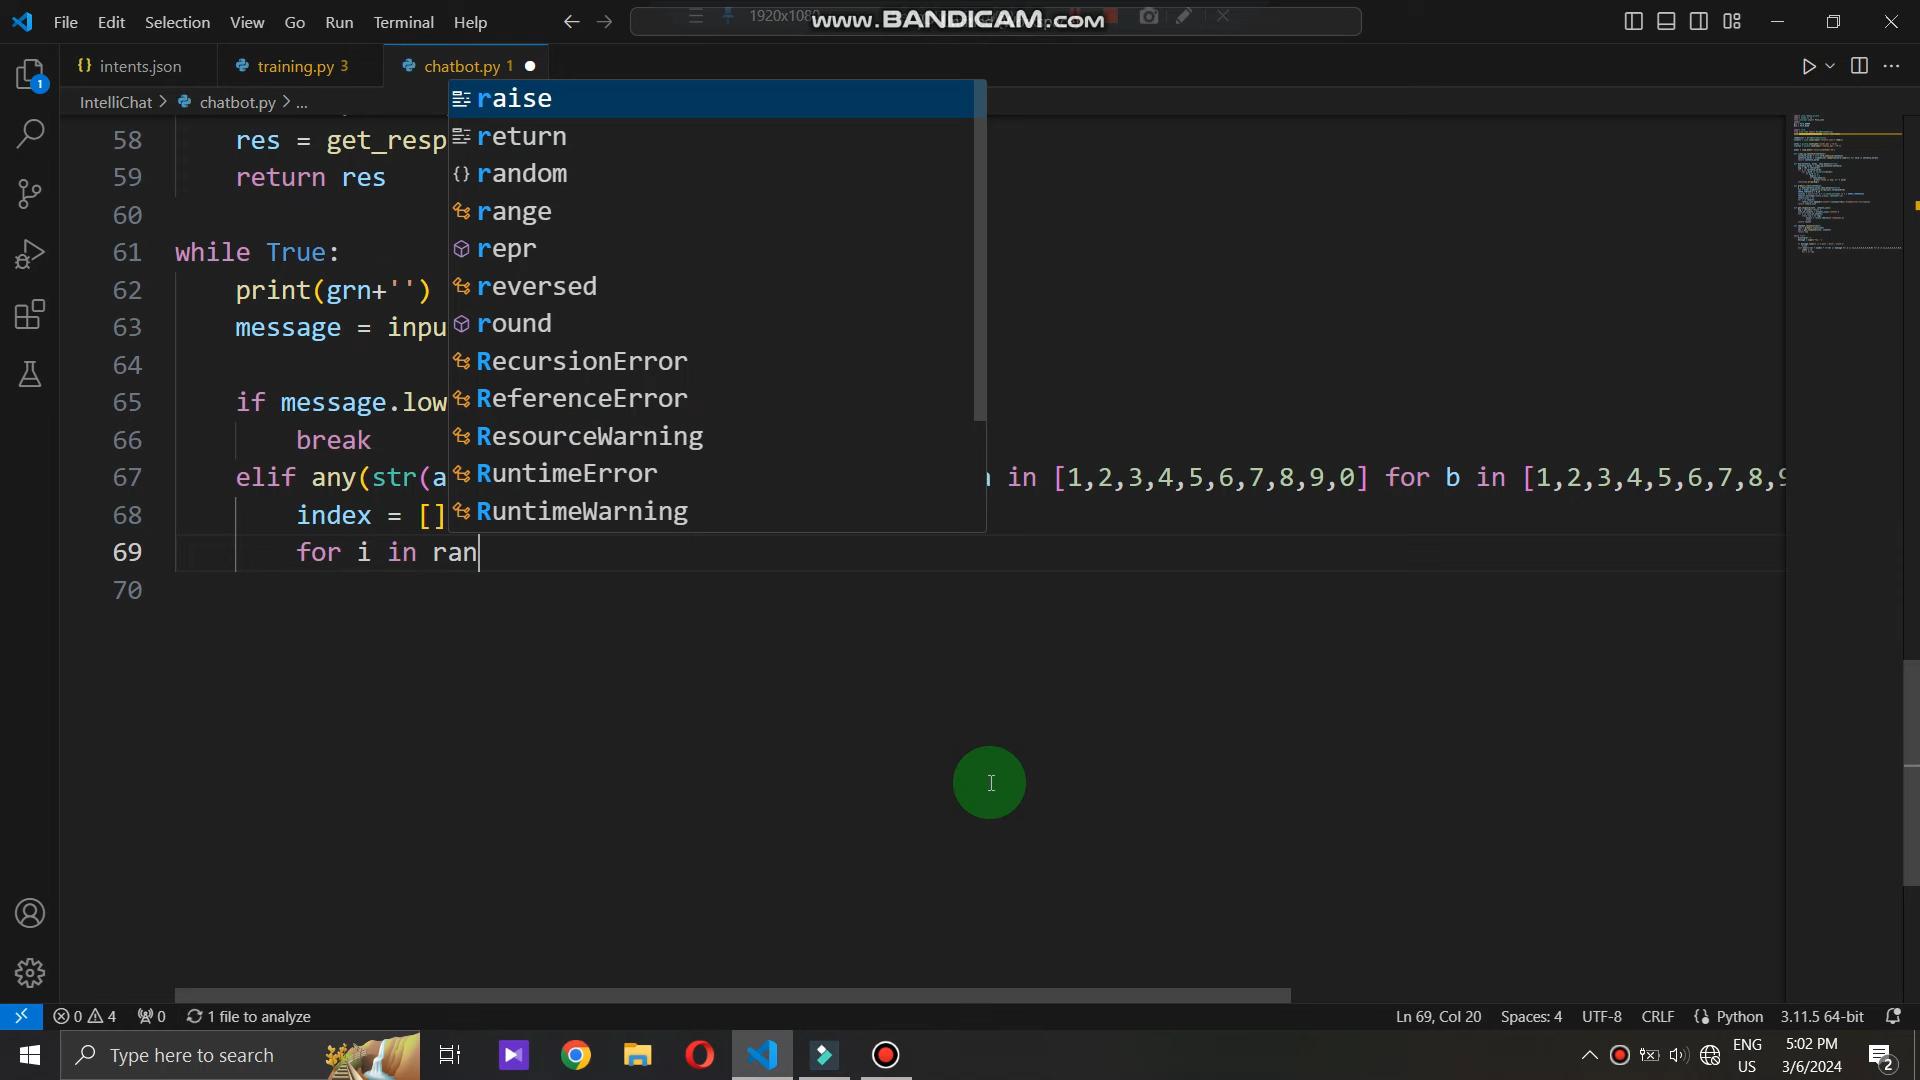 File Edit Selection View Go Run Terminal Help
1920x1080
www.BANDICAM.com
intents.json
training.py 3
chatbot.py 1
IntelliChat > chatbot.py > ...
raise
return
random
range
repr
reversed
round
RecursionError
ReferenceError
ResourceWarning
RuntimeError
RuntimeWarning
58 res = get_resp
59 return res
60
61 while True:
62 print(grn+'')
63 message = inpu
64
65 if message.low
66 break
67 elif any(str(a in [1,2,3,4,5,6,7,8,9,0] for b in [1,2,3,4,5,6,7,8,9
68 index = []
69 for i in ran
70
1
0 4 0 1 file to analyze
Ln 69, Col 20 Spaces: 4 UTF-8 CRLF Python 3.11.5 64-bit
Type here to search
ENG
US
5:02 PM
3/6/2024
2